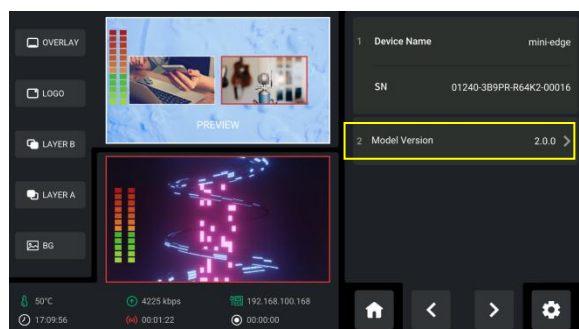 OVERLAY
LOGO
LAYER B
LAYER A
BG
PREVIEW
50°C
4225 kbps
192.168.100.168
17:09:56
00:01:22
00:00:00
1 Device Name mini-edge
SN 01240-3B9PR-R64K2-00016
2 Model Version 2.0.0